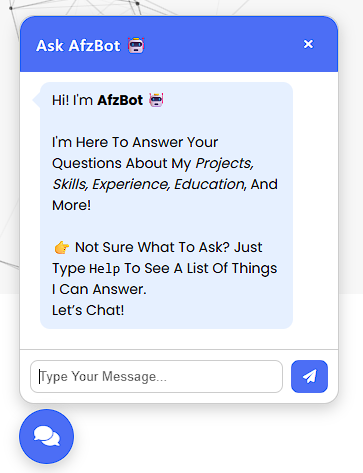 Ask AfzBot 🤖
×
Hi! I'm AfzBot 🤖
I'm Here To Answer Your
Questions About My Projects,
Skills, Experience, Education, And
More!
👉 Not Sure What To Ask? Just
Type Help To See A List Of Things
I Can Answer.
Let’s Chat!
Type Your Message...